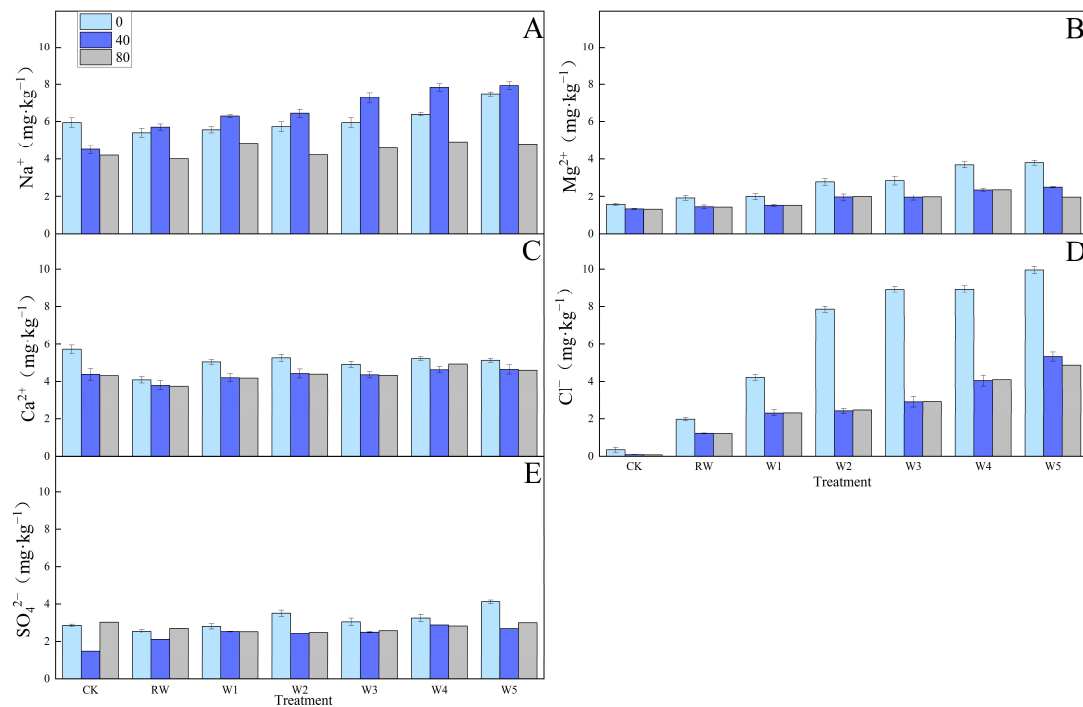 0
40
80
A
10
8
6
4
2
0
Na⁺（mg·kg⁻¹）
B
10
8
6
4
2
0
Mg²⁺（mg·kg⁻¹）
C
10
8
6
4
2
0
Ca²⁺（mg·kg⁻¹）
D
10
8
6
4
2
0
Cl⁻（mg·kg⁻¹）
CK RW W1 W2 W3 W4 W5
Treatment
E
10
8
6
4
2
0
SO₄²⁻（mg·kg⁻¹）
CK RW W1 W2 W3 W4 W5
Treatment